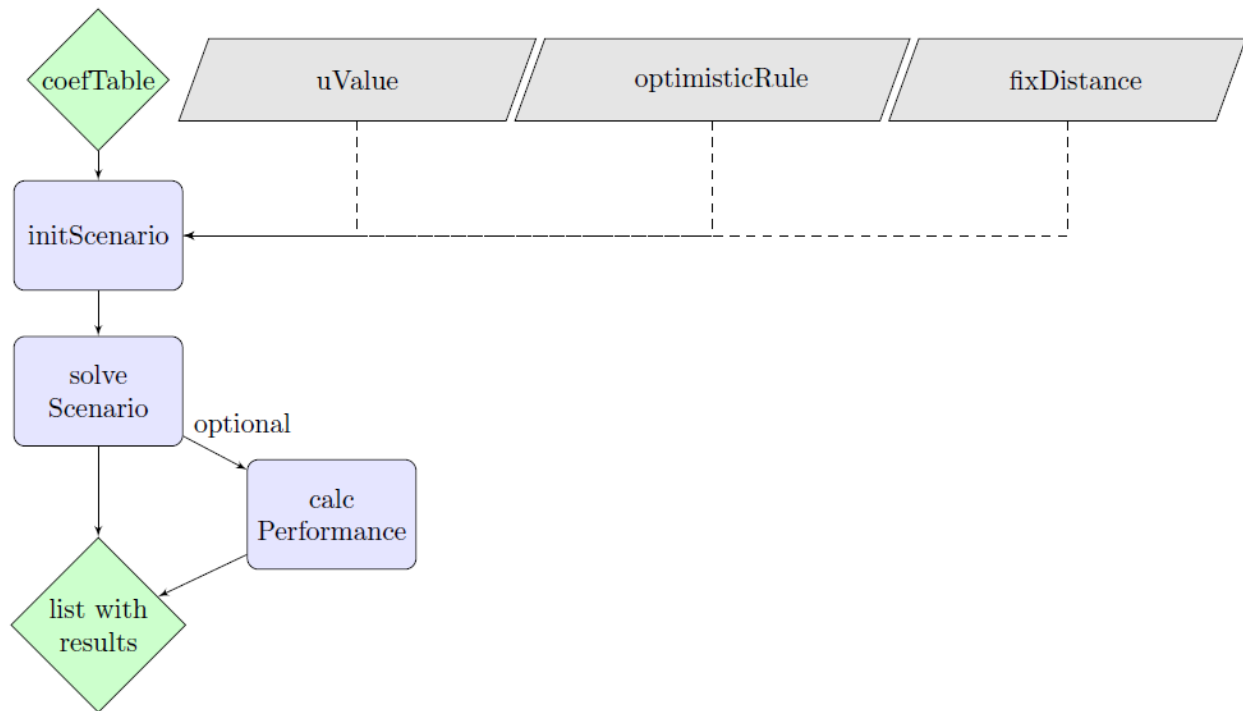 coefTable
uValue
optimisticRule
fixDistance
initScenario
solve
Scenario
optional
calc
Performance
list with
results